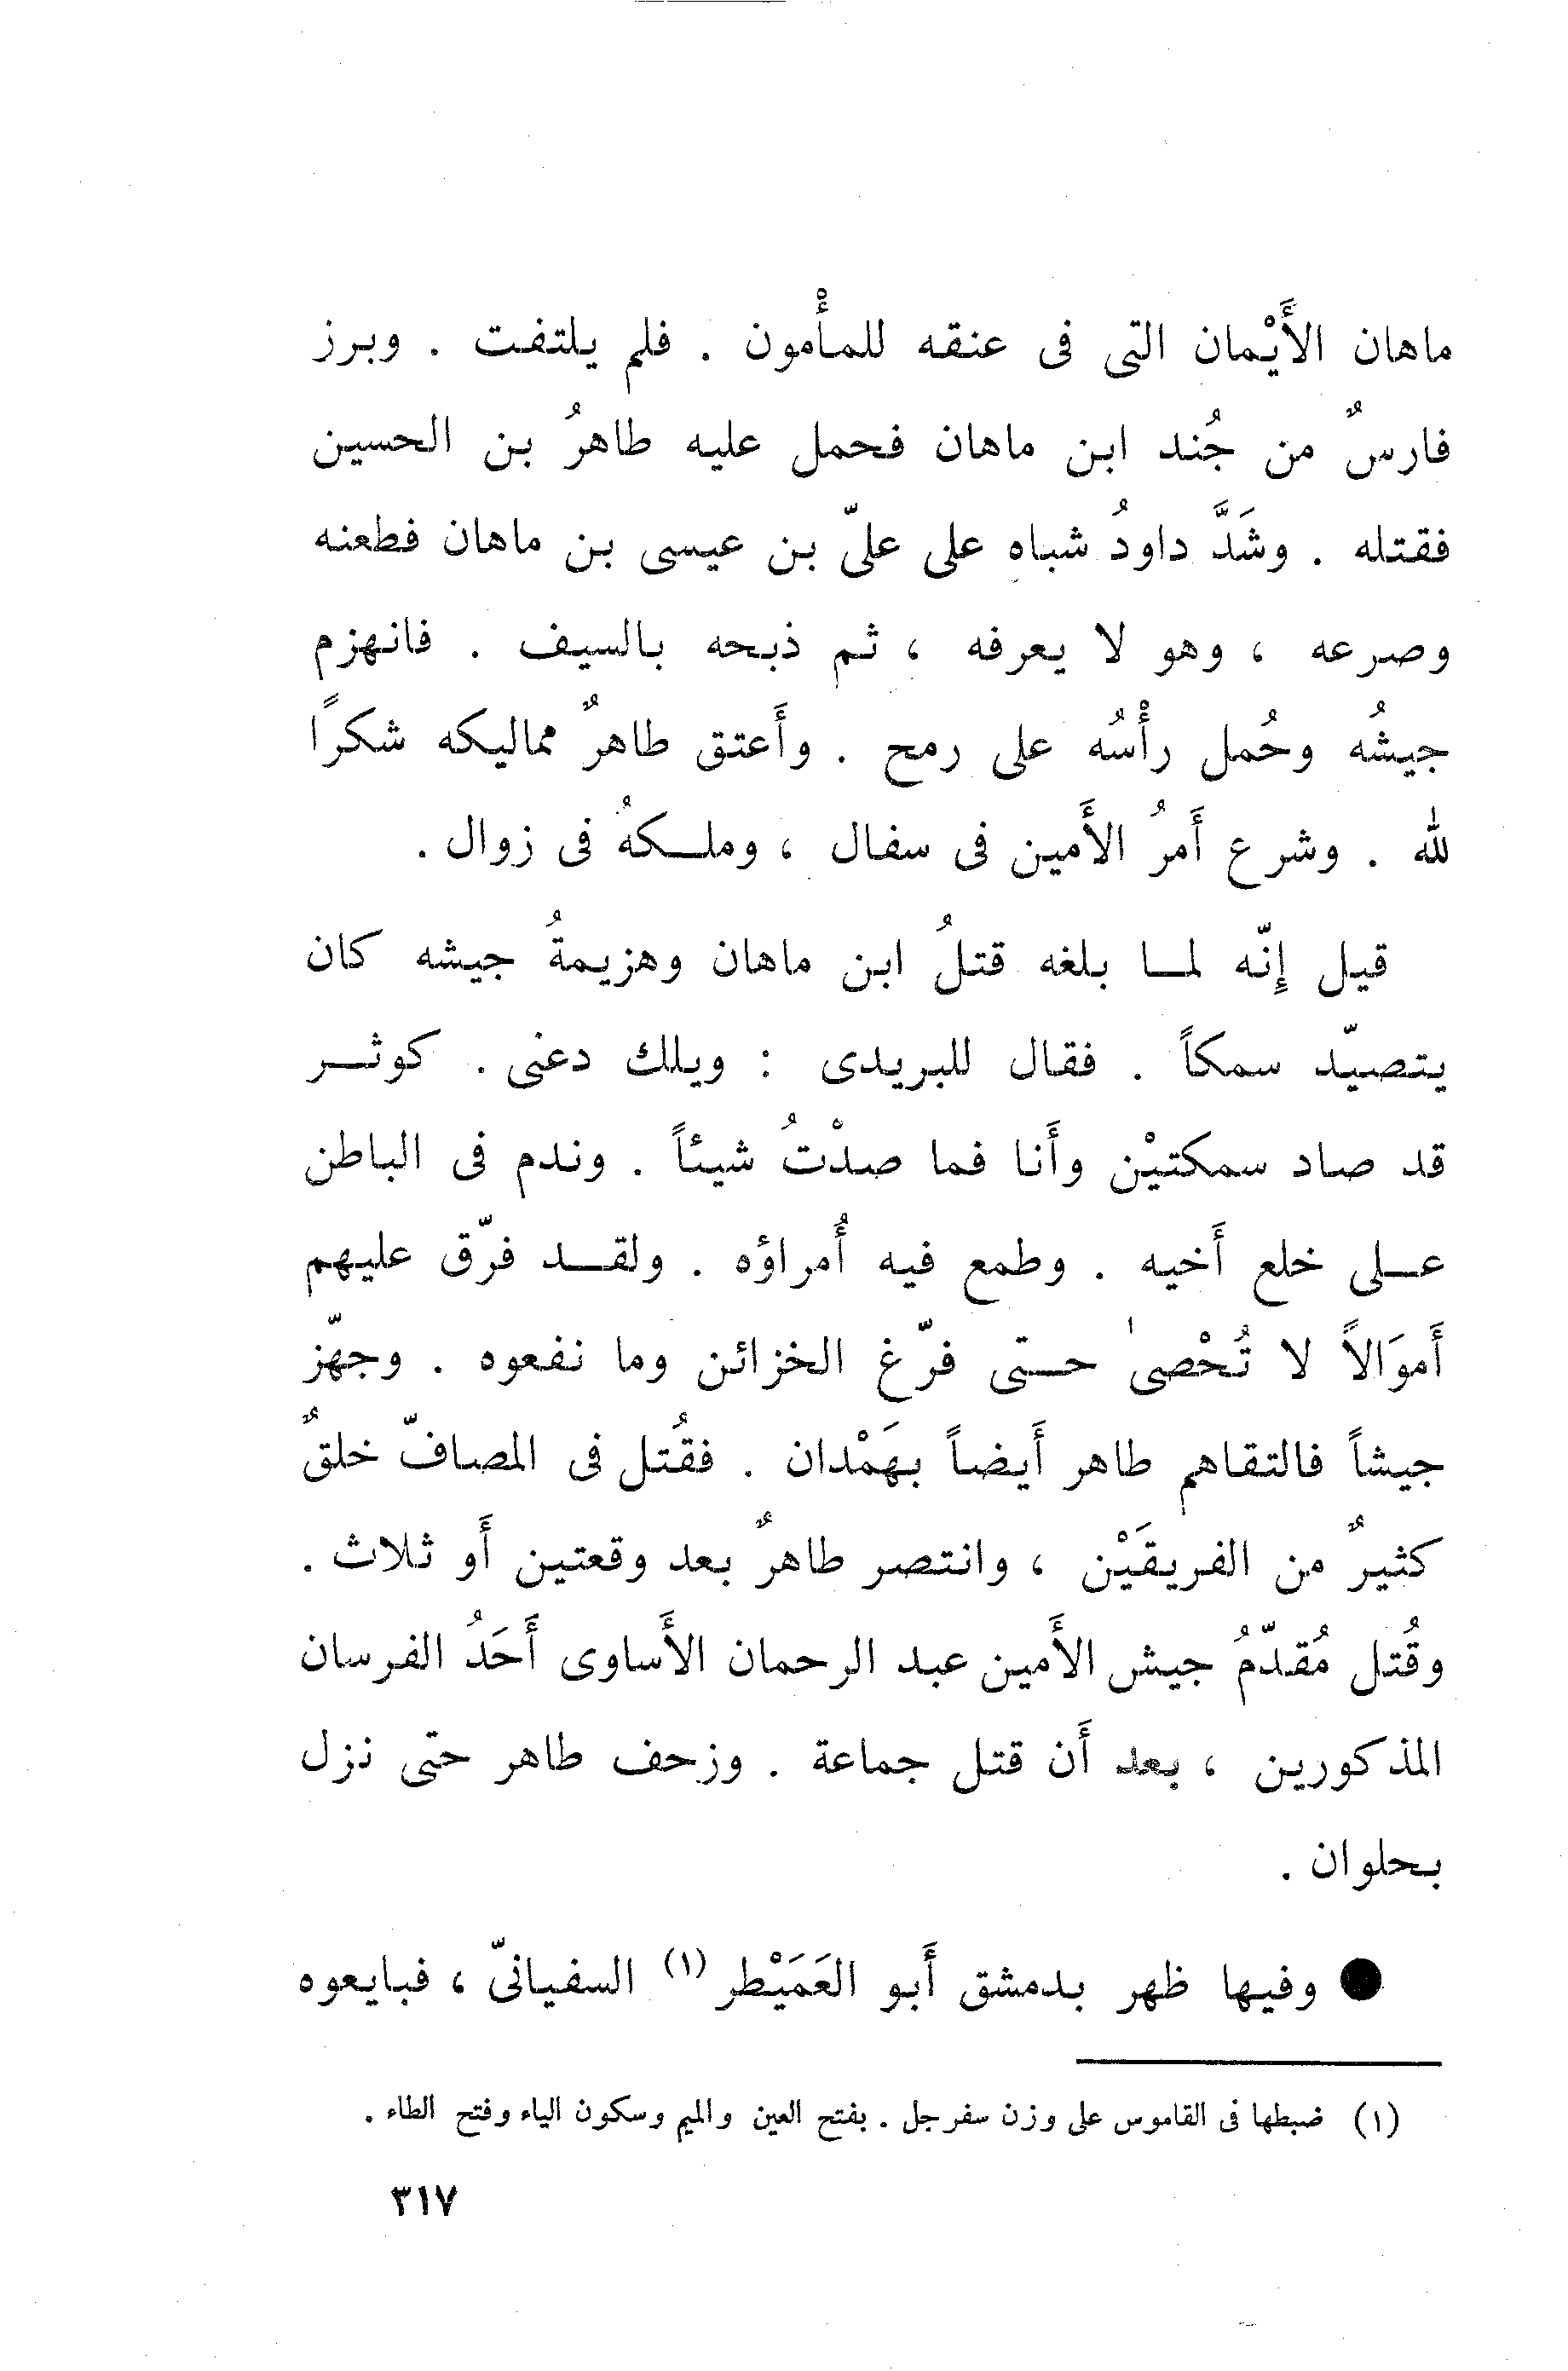 ماهان الأَيْمان التى فى عنقه للمأْمون . فلم يلتفت . وبرز
فارسٌ من جُند ابن ماهان فحمل عليه طاهرُ بن الحسين
فقتله . وشَدَّ داودُ شباه على علىّ بن عيسى بن ماهان فطعنه
وصرعه ، وهو لا يعرفه ، ثم ذبحه بالسيف . فانهزم
جيشُه وحُمل رأْسُه على رمح . وأَعتق طاهرٌ مماليكه شكرًا
لله . وشرع أَمرُ الأَمين فى سفال ، وملكهُ فى زوال .
قيل إِنّه لما بلغه قتلُ ابن ماهان وهزيمةُ جيشه كان
يتصيّد سمكاً . فقال للبريدى : ويلك دعنى . كوثر
قد صاد سمكتيْن وأَنا فما صدْتُ شيئاً . وندم فى الباطن
على خلع أَخيه . وطمع فيه أُمراؤه . ولقد فرّق عليهم
أَموَالاً لا تُحْصىٰ حتى فرّغ الخزائن وما نفعوه . وجهّز
جيشاً فالتقاهم طاهر أَيضاً بهَمْدان . فقُتل فى المصافّ خلقٌ
كثيرٌ من الفريقَيْن ، وانتصر طاهرٌ بعد وقعتين أَو ثلاث .
وقُتل مُقدّمُ جيش الأَمين عبد الرحمان الأَساوى أَحَدُ الفرسان
المذكورين ، بعد أَن قتل جماعة . وزحف طاهر حتى نزل
بحلوان .
● وفيها ظهر بدمشق أَبو العَمَيْطر (١) السفيانىّ ، فبايعوه
(١) ضبطها فى القاموس على وزن سفرجل . بفتح العين والميم وسكون الياء وفتح الطاء .
٣١٧